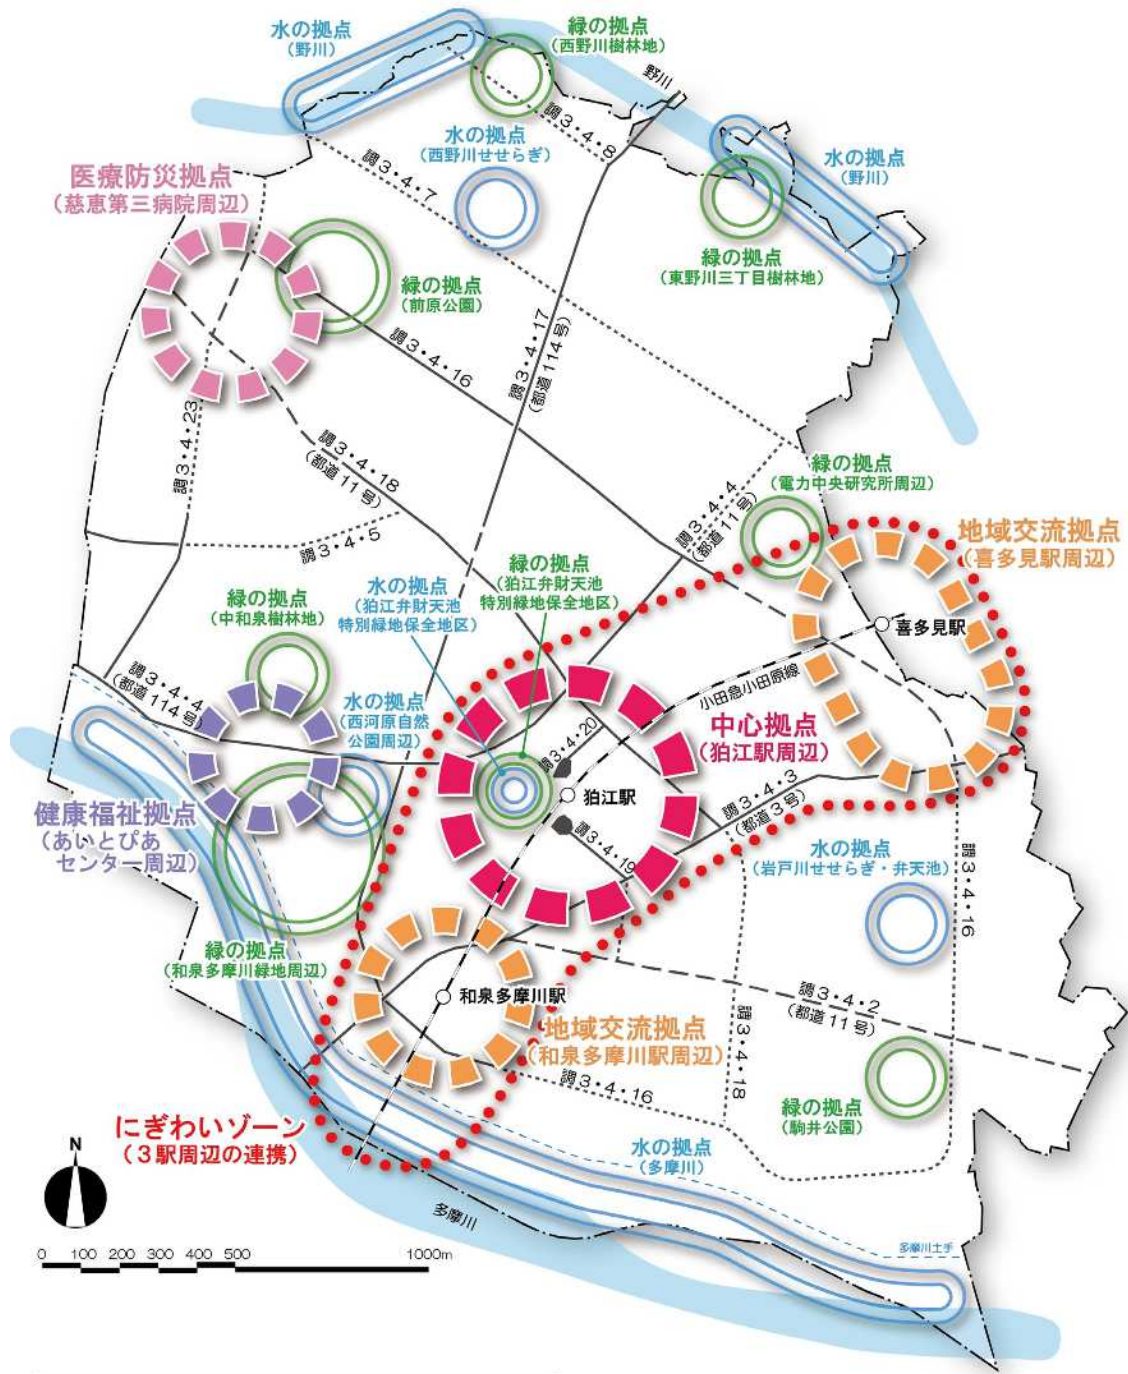 水の拠点
（野川）
緑の拠点
（西野川樹林地）
野川
調3・4・8
水の拠点
（西野川せせらぎ）
調3・4・7
水の拠点
（野川）
医療防災拠点
（慈恵第三病院周辺）
緑の拠点
（東野川三丁目樹林地）
緑の拠点
（前原公園）
調3・4・17
（都道114号）
調3・4・16
調3・4・23
調3・4・18
（都道11号）
緑の拠点
（電力中央研究所周辺）
調3・4・4
（都道11号）
調3・4・5
地域交流拠点
（喜多見駅周辺）
緑の拠点
（狛江弁財天池
特別緑地保全地区）
水の拠点
（狛江弁財天池
特別緑地保全地区）
緑の拠点
（中和泉樹林地）
喜多見駅
小田急小田原線
調3・4・4
（都道114号）
水の拠点
（西河原自然
公園周辺）
中心拠点
（狛江駅周辺）
調3・4・20
狛江駅
調3・4・3
（都道3号）
健康福祉拠点
（あいとぴあ
センター周辺）
調3・4・19
水の拠点
（岩戸川せせらぎ・弁天池）
調3・4・16
緑の拠点
（和泉多摩川緑地周辺）
和泉多摩川駅
調3・4・2
（都道11号）
地域交流拠点
（和泉多摩川駅周辺）
調3・4・18
調3・4・16
緑の拠点
（駒井公園）
にぎわいゾーン
（３駅周辺の連携）
水の拠点
（多摩川）
N
多摩川
多摩川土手
0 100 200 300 400 500 1000m